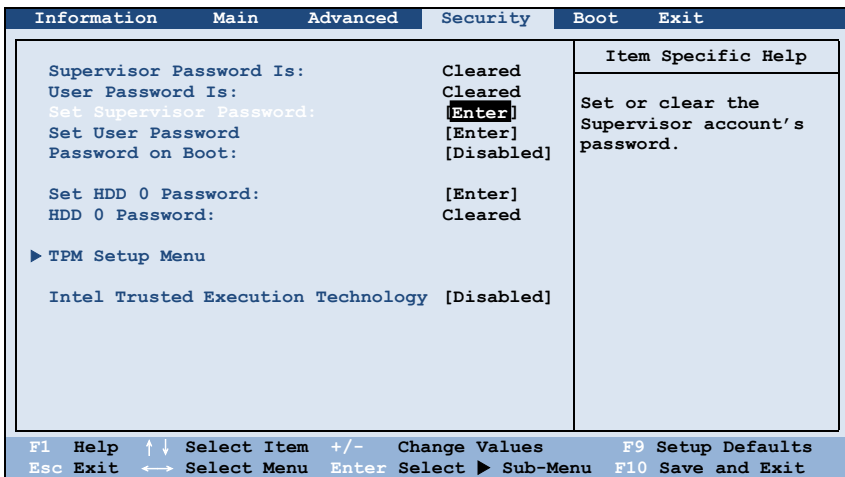 Information Main Advanced Security Boot Exit
Item Specific Help
Supervisor Password Is: Cleared
User Password Is: Cleared
Set Supervisor Password: [Enter]
Set User Password [Enter]
Password on Boot: [Disabled]
Set HDD 0 Password: [Enter]
HDD 0 Password: Cleared
▶ TPM Setup Menu
Intel Trusted Execution Technology [Disabled]
Set or clear the
Supervisor account's
password.
F1 Help ↑↓ Select Item +/- Change Values F9 Setup Defaults
Esc Exit ←→ Select Menu Enter Select ▶ Sub-Menu F10 Save and Exit